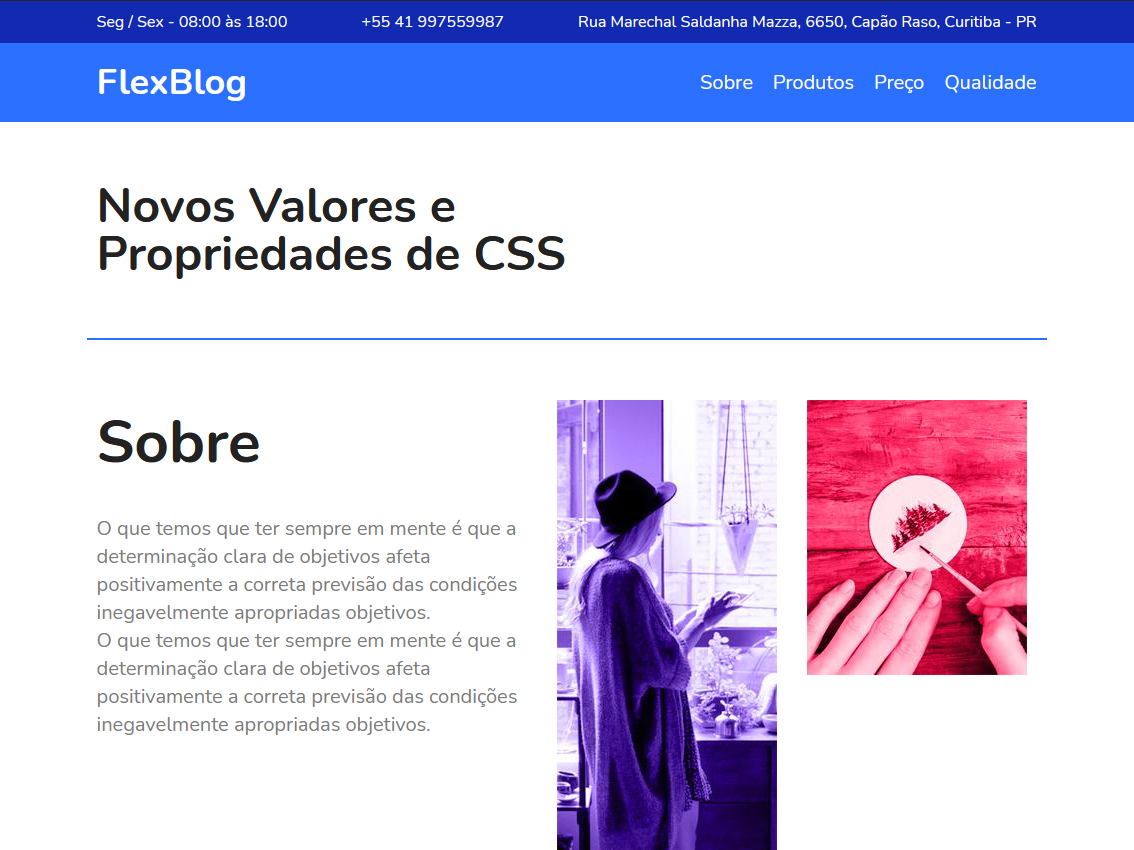 Seg / Sex - 08:00 às 18:00
+55 41 997559987
Rua Marechal Saldanha Mazza, 6650, Capão Raso, Curitiba - PR
FlexBlog
Sobre
Produtos
Preço
Qualidade
Novos Valores e
Propriedades de CSS
Sobre
O que temos que ter sempre em mente é que a
determinação clara de objetivos afeta
positivamente a correta previsão das condições
inegavelmente apropriadas objetivos.
O que temos que ter sempre em mente é que a
determinação clara de objetivos afeta
positivamente a correta previsão das condições
inegavelmente apropriadas objetivos.